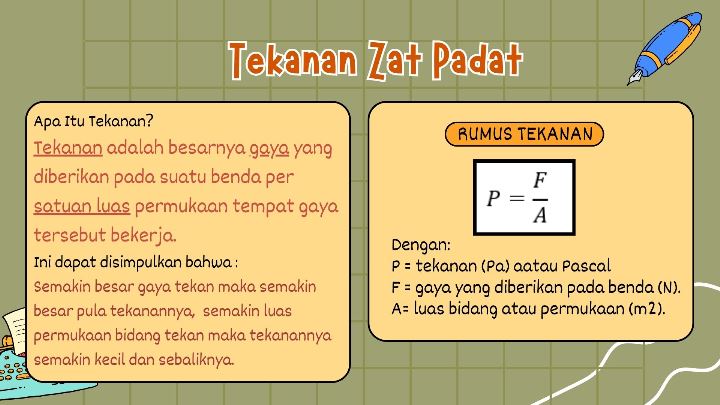 Tekanan Zat Padat
Apa Itu Tekanan?
Tekanan adalah besarnya gaya yang
diberikan pada suatu benda per
satuan luas permukaan tempat gaya
tersebut bekerja.
Ini dapat disimpulkan bahwa :
Semakin besar gaya tekan maka semakin
besar pula tekanannya, semakin luas
permukaan bidang tekan maka tekanannya
semakin kecil dan sebaliknya.
RUMUS TEKANAN
P = F/A
Dengan:
P = tekanan (Pa) aatau Pascal
F = gaya yang diberikan pada benda (N).
A= luas bidang atau permukaan (m2).